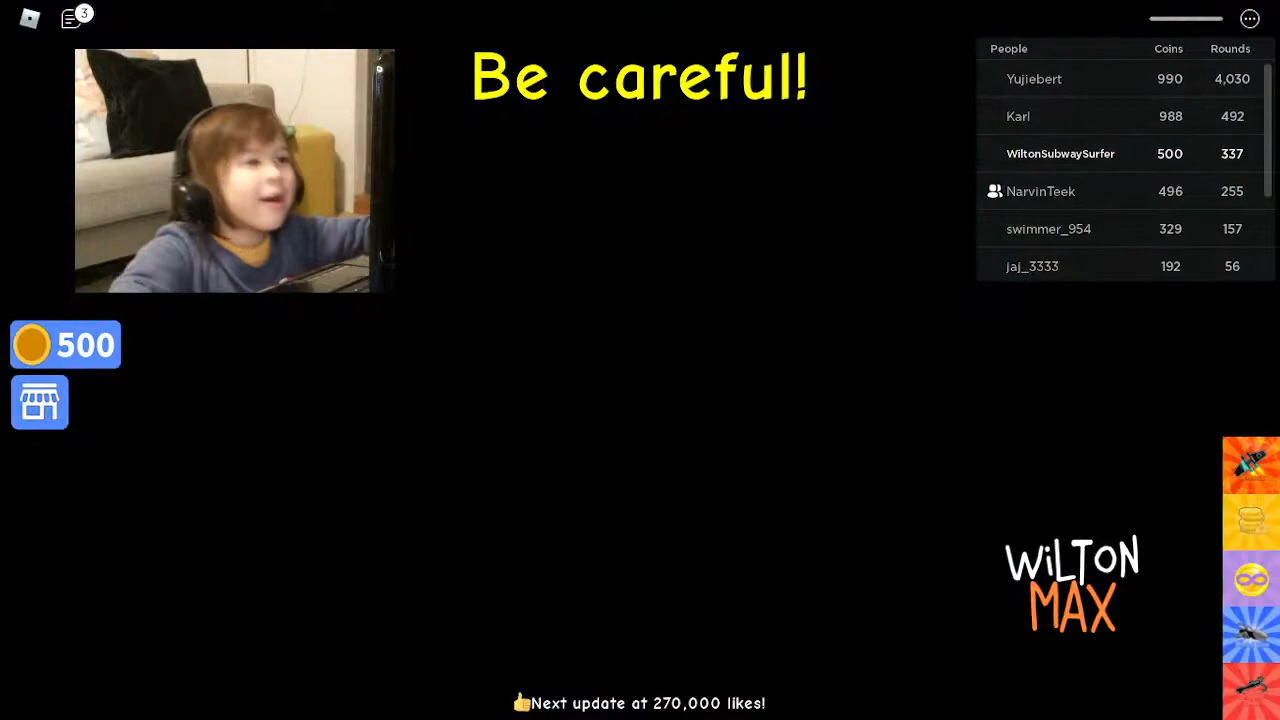 3
Be careful!
People Coins Rounds
Yujiebert 990 4,030
Karl 988 492
WiltonSubwaySurfer 500 337
NarvinTeek 496 255
swimmer_954 329 157
jaj_3333 192 56
500
WiLTON
MAX
Next update at 270,000 likes!